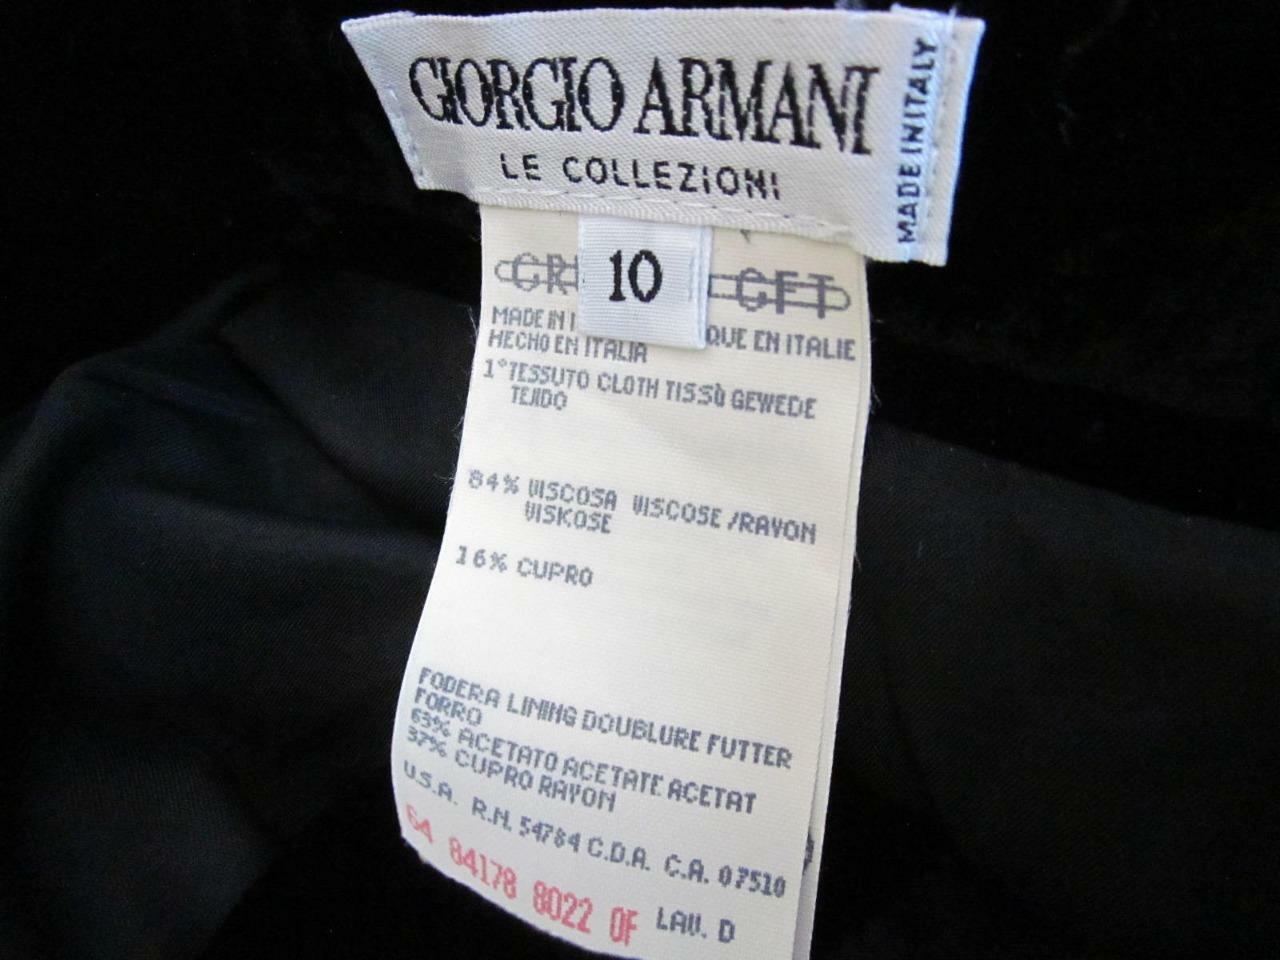 GIORGIO ARMANI
LE COLLEZIONI
MADE IN ITALY
10
GFT
MADE IN
EN ITALIE
HECHO EN ITALIA
1° TESSUTO CLOTH TISSÙ GEWEDE
TEJIDO
84% VISCOSA VISCOSE/RAYON
VISKOSE
16% CUPRO
FODERA LINING DOUBLURE FUTTER
FORRO
63% ACETATO ACETATE ACETAT
37% CUPRO RAYON
U.S.A. R.N. 54784 C.D.A. C.A. 07510
64 84178 8022 OF LAV. D